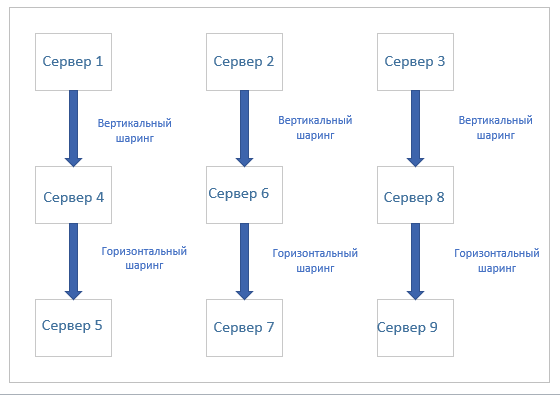 Сервер 1
Сервер 2
Сервер 3
Вертикальный
шаринг
Вертикальный
шаринг
Вертикальный
шаринг
Сервер 4
Сервер 6
Сервер 8
Горизонтальный
шаринг
Горизонтальный
шаринг
Горизонтальный
шаринг
Сервер 5
Сервер 7
Сервер 9